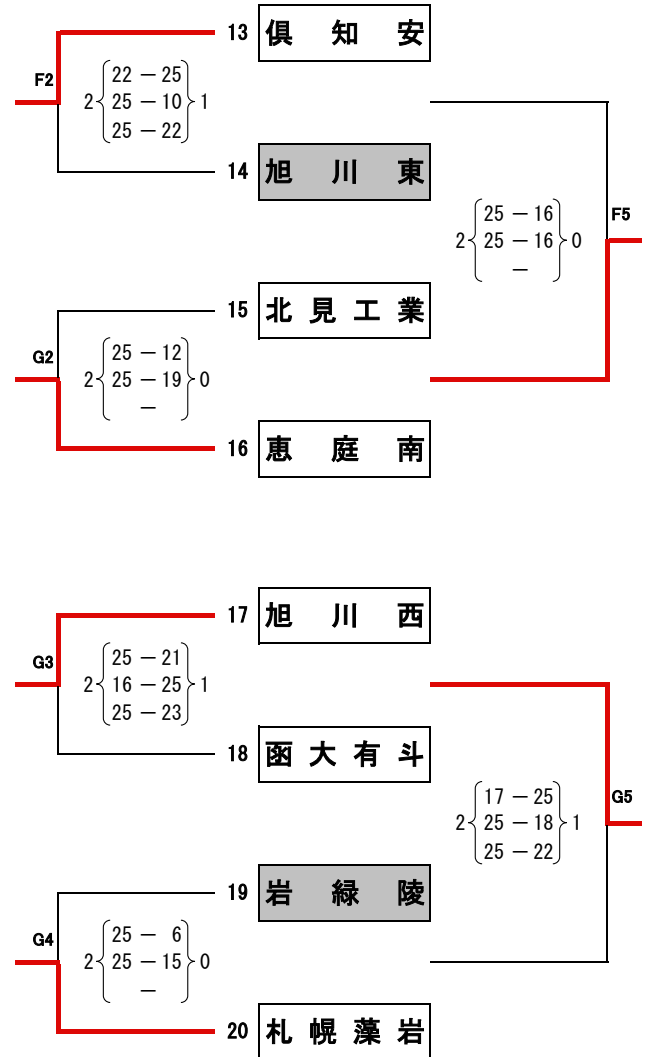 13 倶知安
F2
2 22 － 25 1
25 － 10
25 － 22
14 旭川東
F5
2 25 － 16 0
25 － 16
－
15 北見工業
G2
2 25 － 12 0
25 － 19
－
16 恵庭南
17 旭川西
G3
2 25 － 21 1
16 － 25
25 － 23
18 函大有斗
G5
2 17 － 25 1
25 － 18
25 － 22
19 岩緑陵
G4
2 25 － 6 0
25 － 15
－
20 札幌藻岩